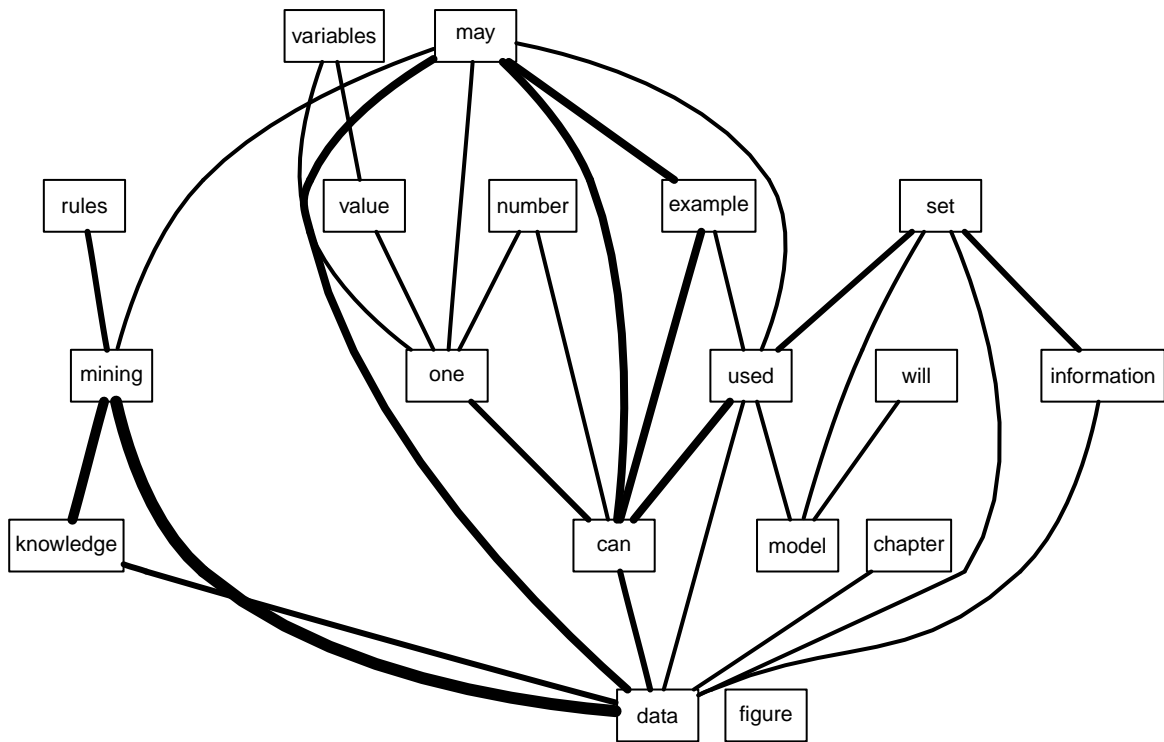 variables
may
rules
value
number
example
set
mining
one
used
will
information
knowledge
can
model
chapter
data
figure